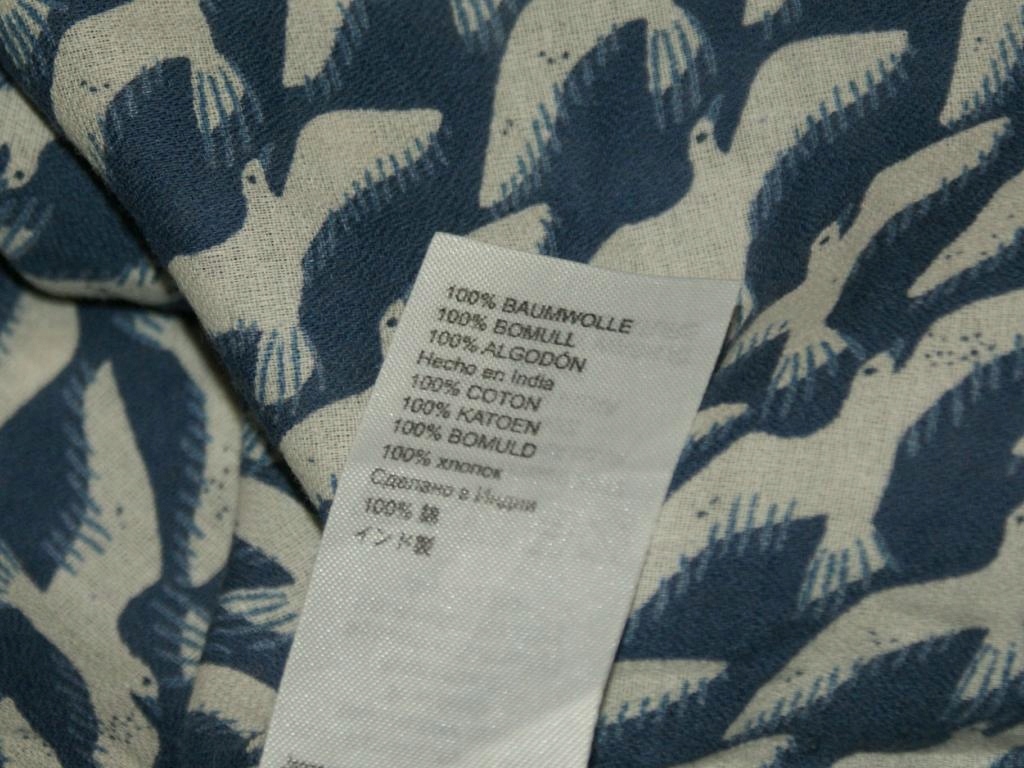 100% BAUMWOLLE
100% BOMULL
100% ALGODÓN
Hecho en India
100% COTON
100% KATOEN
100% BOMULD
100% хлопок
Сделано в Индии
100% 綿
インド製